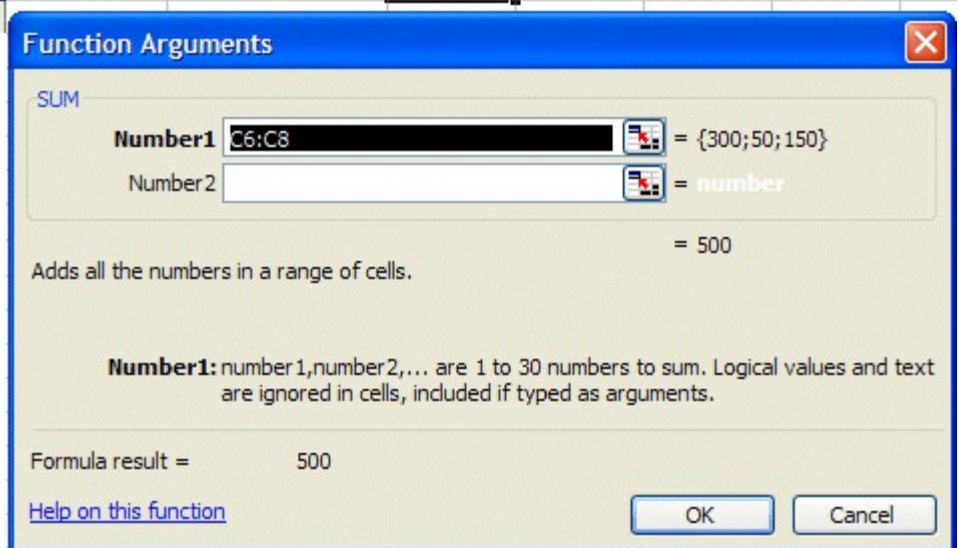 Function Arguments
SUM
Number1 C6:C8 = {300;50;150}
Number2 = number
= 500
Adds all the numbers in a range of cells.
Number1: number1,number2,... are 1 to 30 numbers to sum. Logical values and text
are ignored in cells, included if typed as arguments.
Formula result = 500
Help on this function OK Cancel